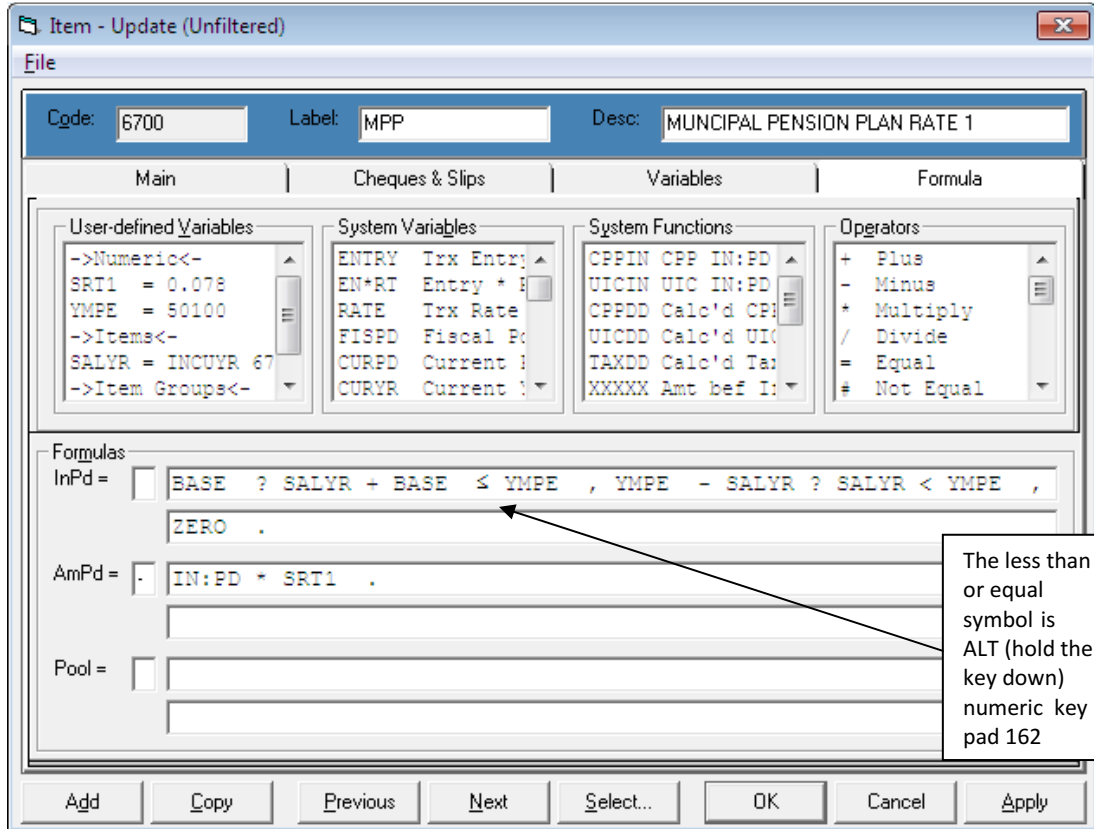 Item - Update (Unfiltered)
File
Code: 6700 Label: MPP Desc: MUNCIPAL PENSION PLAN RATE 1
Main Cheques & Slips Variables Formula
User-defined Variables
->Numeric<-
SRT1 = 0.078
YMPE = 50100
->Items<-
SALYR = INCUYR 67
->Item Groups<-
System Variables
ENTRY Trx Entry
EN*RT Entry *
RATE Trx Rate
FISPD Fiscal
CURPD Current
CURYR Current
System Functions
CPPIN CPP IN:PD
UICIN UIC IN:PD
CPPDD Calc'd
UICDD Calc'd
TAXDD Calc'd
XXXXX Amt bef
Operators
+ Plus
- Minus
* Multiply
/ Divide
= Equal
# Not Equal
Formulas
InPd = BASE ? SALYR + BASE ≤ YMPE , YMPE - SALYR ? SALYR < YMPE ,
ZERO .
AmPd = - IN:PD * SRT1 .
Pool =
The less than
or equal
symbol is
ALT (hold the
key down)
numeric key
pad 162
Add Copy Previous Next Select... OK Cancel Apply